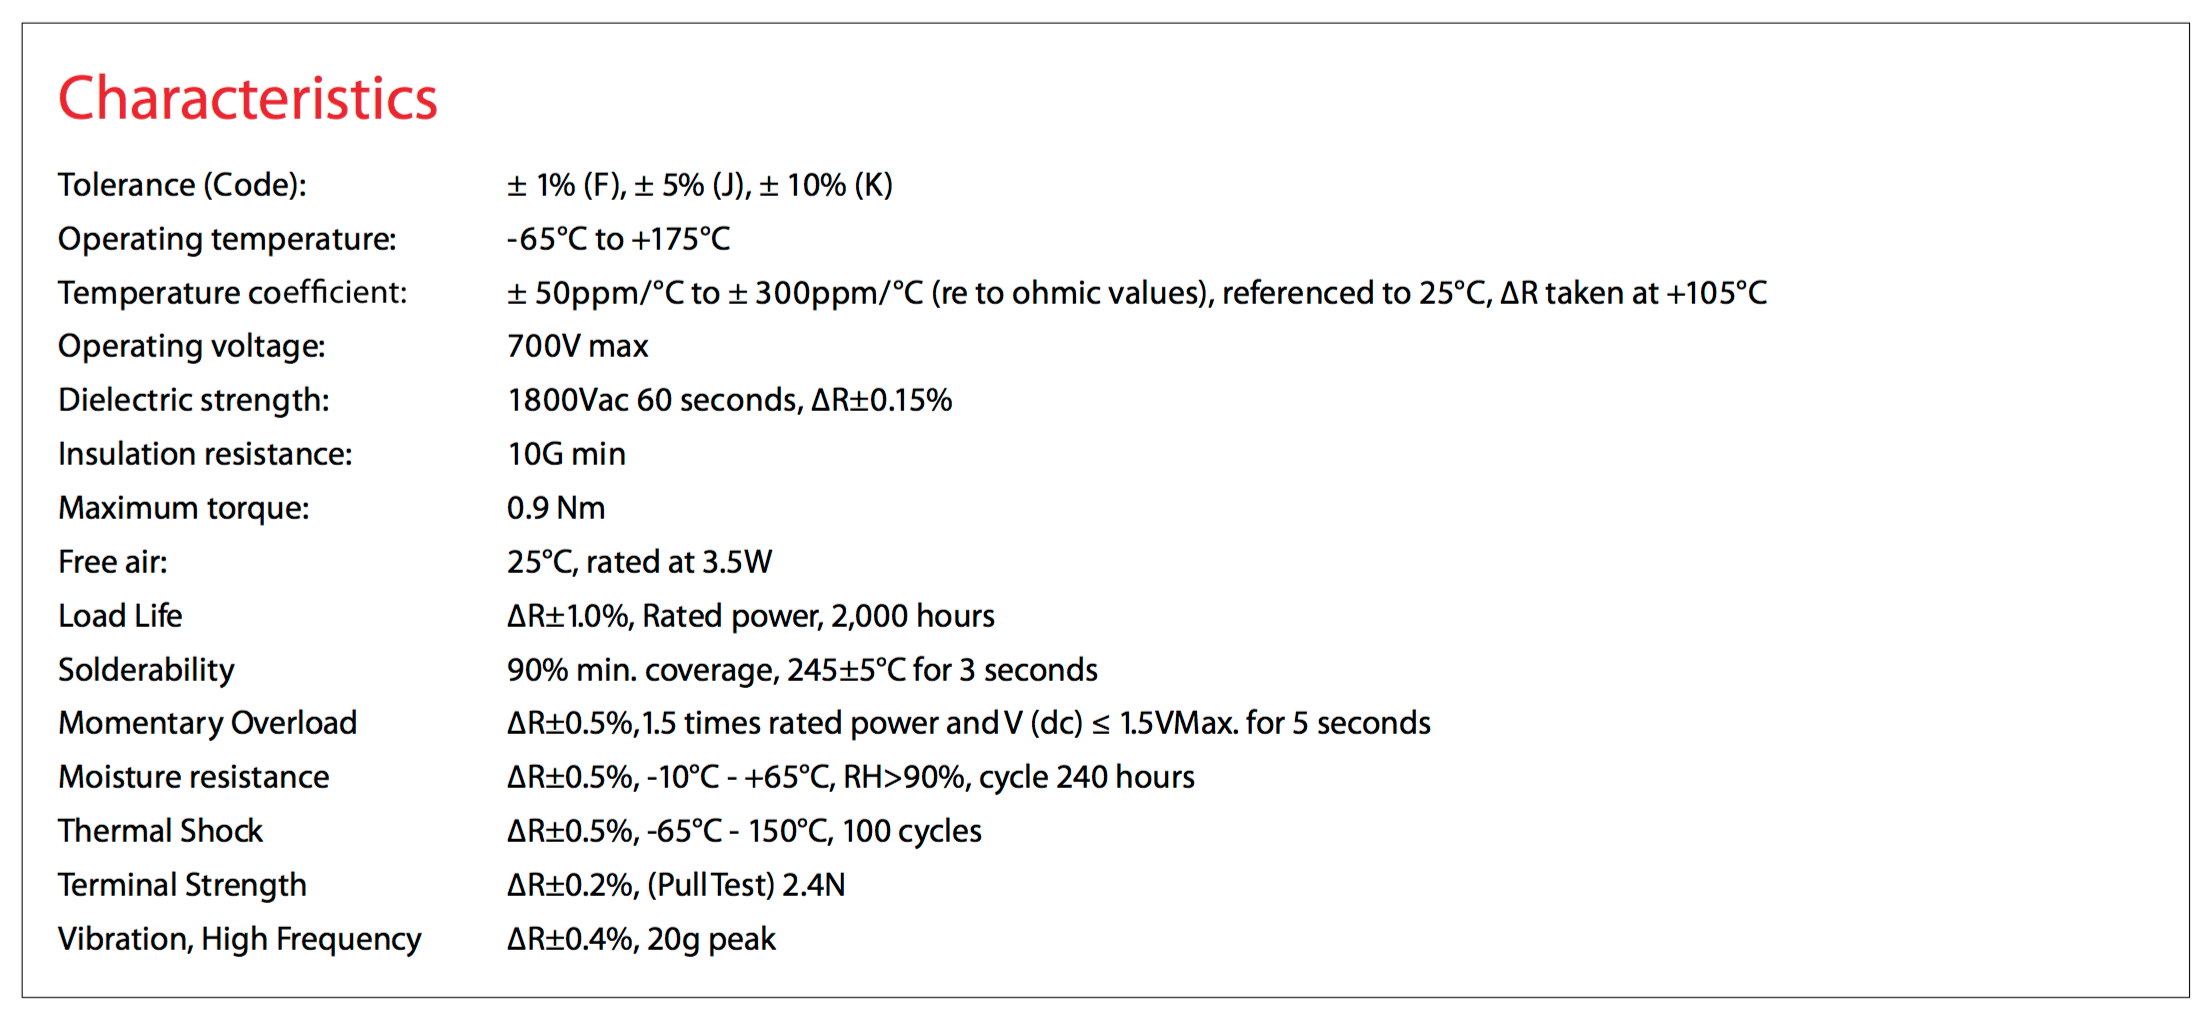 Characteristics
Tolerance (Code): ± 1% (F), ± 5% (J), ± 10% (K)
Operating temperature: -65°C to +175°C
Temperature coefficient: ± 50ppm/°C to ± 300ppm/°C (re to ohmic values), referenced to 25°C, ΔR taken at +105°C
Operating voltage: 700V max
Dielectric strength: 1800Vac 60 seconds, ΔR±0.15%
Insulation resistance: 10G min
Maximum torque: 0.9 Nm
Free air: 25°C, rated at 3.5W
Load Life ΔR±1.0%, Rated power, 2,000 hours
Solderability 90% min. coverage, 245±5°C for 3 seconds
Momentary Overload ΔR±0.5%,1.5 times rated power and V (dc) ≤ 1.5VMax. for 5 seconds
Moisture resistance ΔR±0.5%, -10°C - +65°C, RH>90%, cycle 240 hours
Thermal Shock ΔR±0.5%, -65°C - 150°C, 100 cycles
Terminal Strength ΔR±0.2%, (Pull Test) 2.4N
Vibration, High Frequency ΔR±0.4%, 20g peak